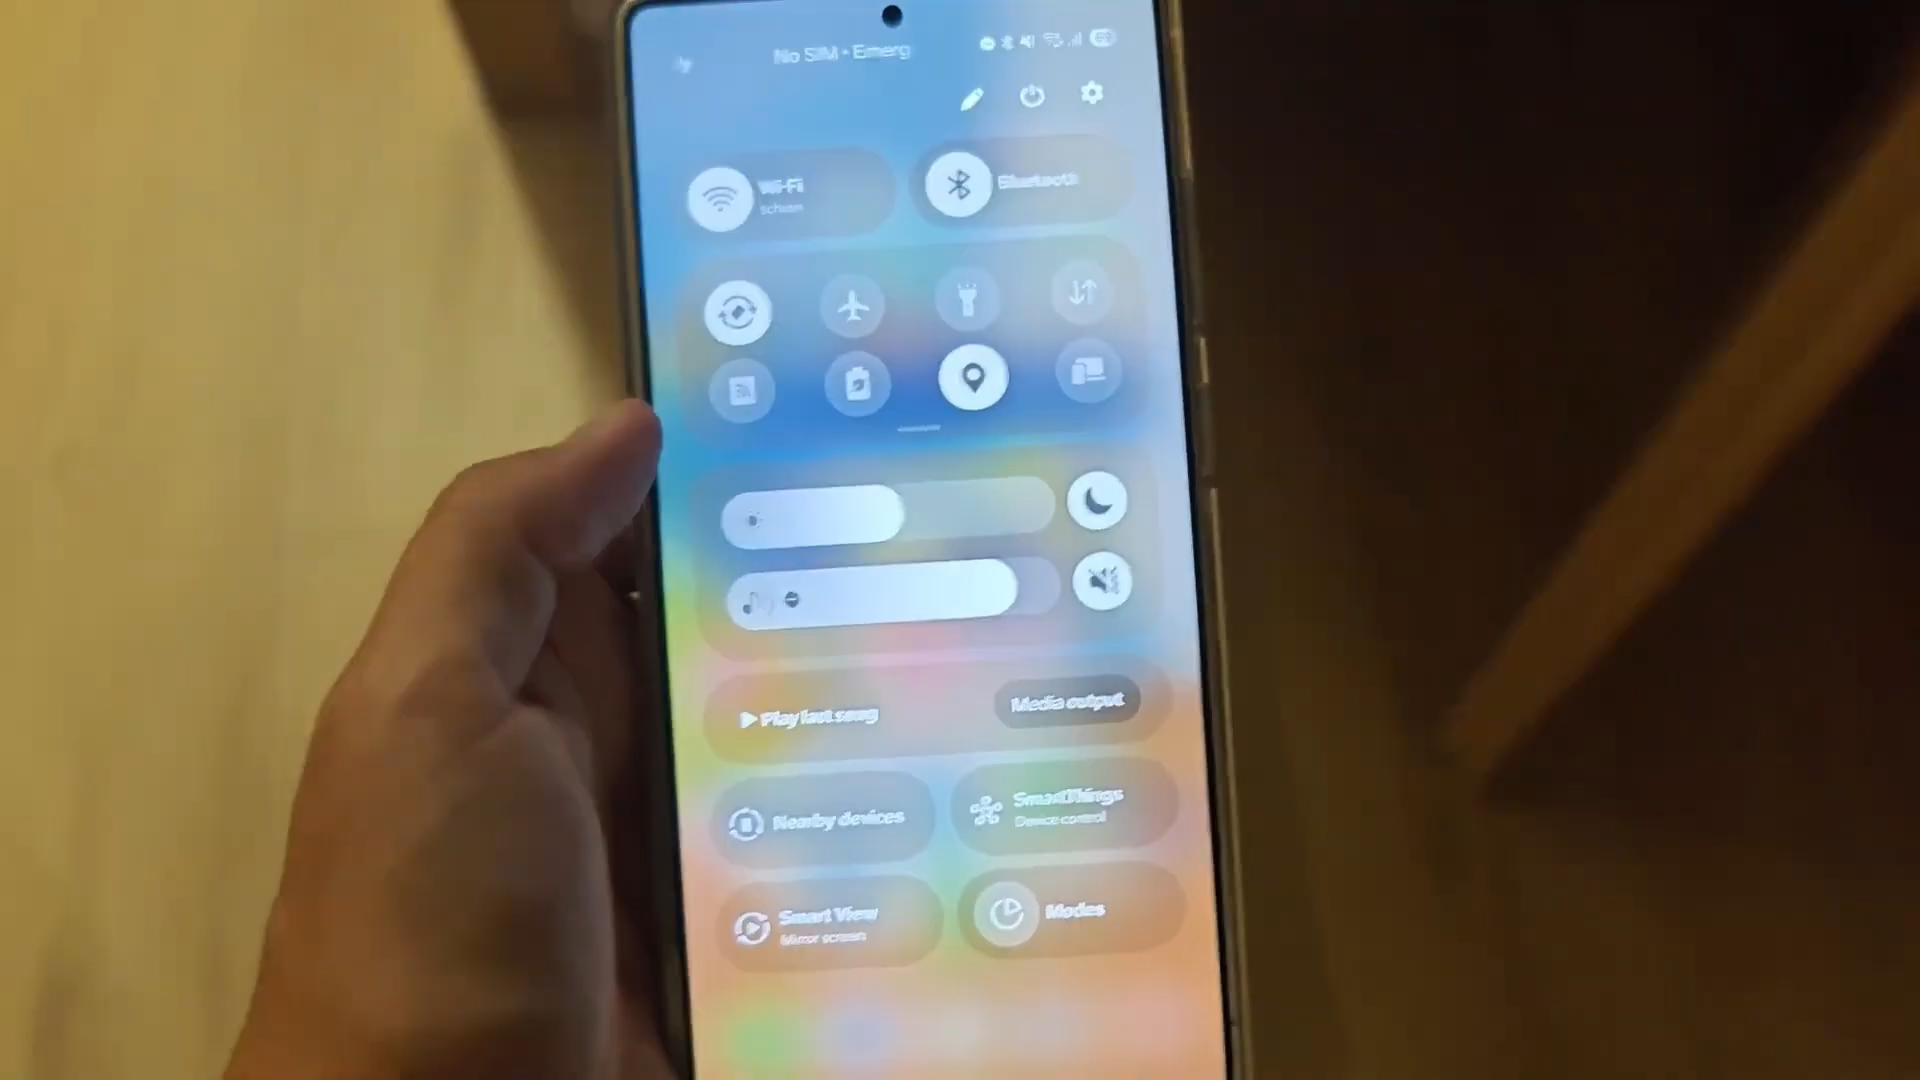 No SIM • Emerg
Wi-Fi
Bluetooth
Play last song
Media output
Nearby devices
SmartThings
Device control
Smart View
Mirror screen
Modes